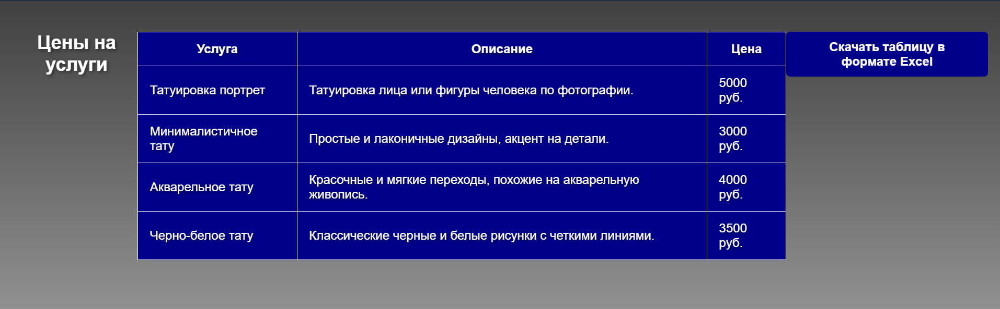 Цены на
услуги
Услуга
Описание
Цена
Татуировка портрет
Татуировка лица или фигуры человека по фотографии.
5000
руб.
Минималистичное
тату
Простые и лаконичные дизайны, акцент на детали.
3000
руб.
Акварельное тату
Красочные и мягкие переходы, похожие на акварельную
живопись.
4000
руб.
Черно-белое тату
Классические черные и белые рисунки с четкими линиями.
3500
руб.
Скачать таблицу в
формате Excel